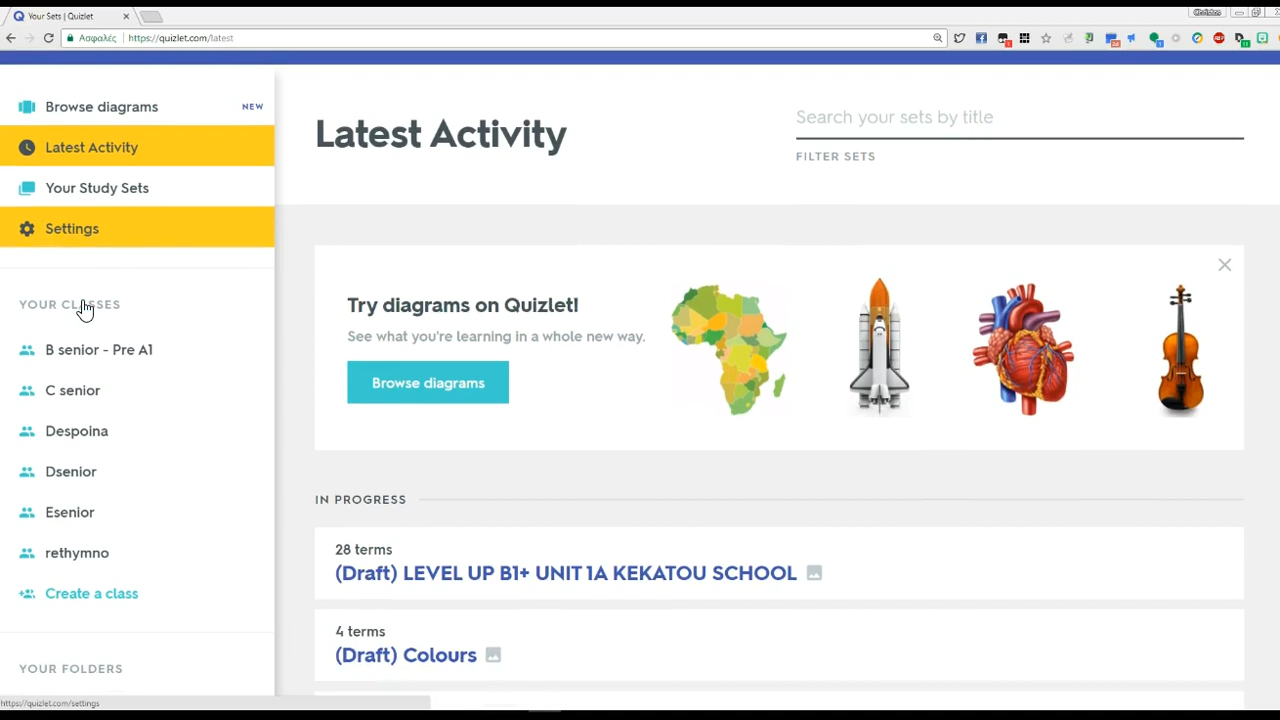 Your Sets | Quizlet
Christos
Ασφαλές
https://quizlet.com/latest
Browse diagrams
NEW
Latest Activity
Your Study Sets
Settings
YOUR CLASSES
B senior - Pre A1
C senior
Despoina
Dsenior
Esenior
rethymno
Create a class
YOUR FOLDERS
https://quizlet.com/settings
Latest Activity
Search your sets by title
FILTER SETS
Try diagrams on Quizlet!
See what you're learning in a whole new way.
Browse diagrams
IN PROGRESS
28 terms
(Draft) LEVEL UP B1+ UNIT 1A KEKATOU SCHOOL
4 terms
(Draft) Colours